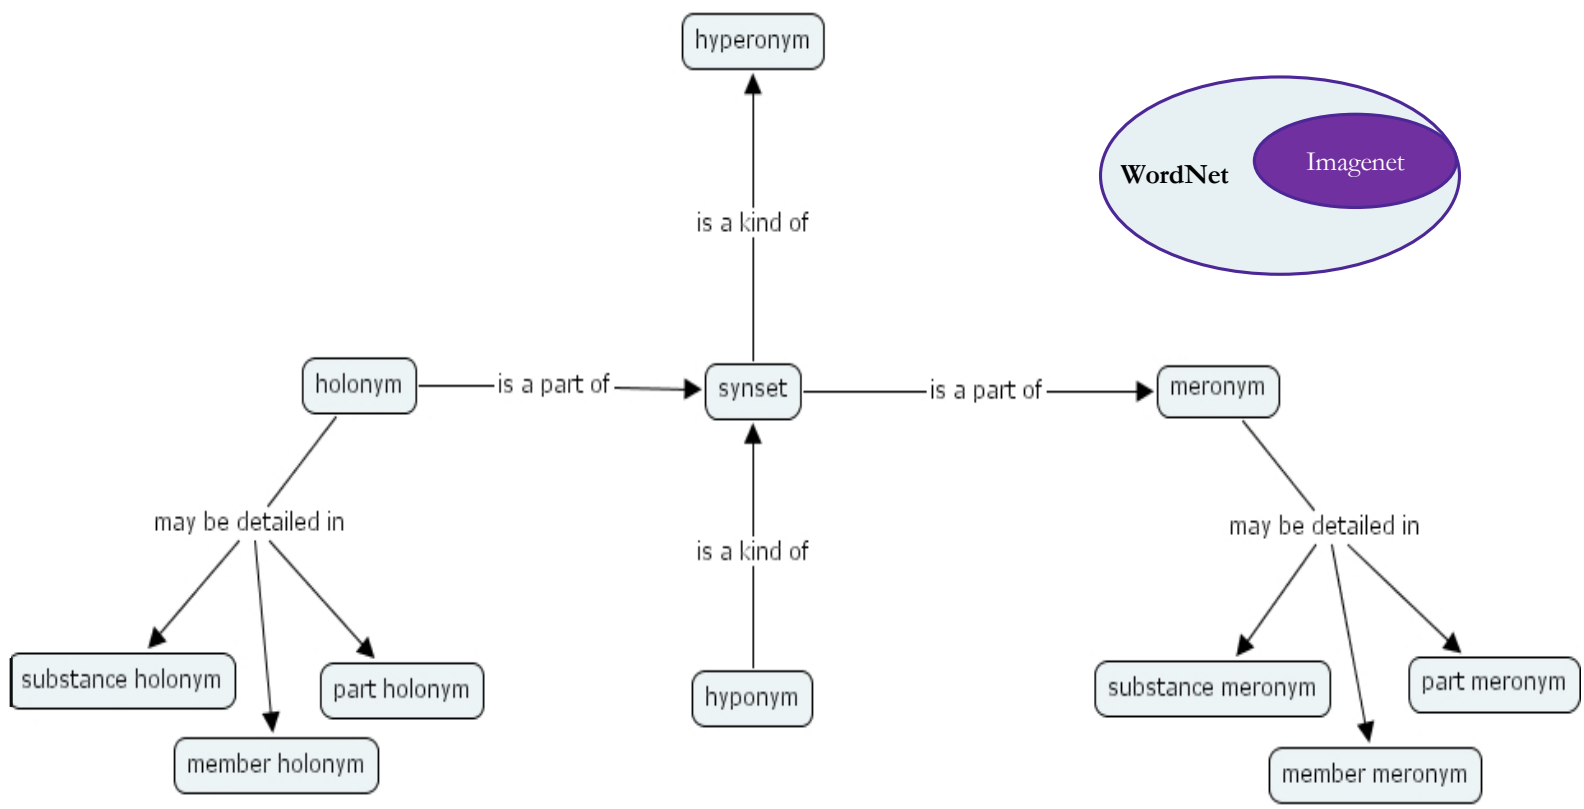 hyperonym
WordNet
Imagenet
is a kind of
holonym
is a part of
synset
is a part of
meronym
may be detailed in
is a kind of
may be detailed in
substance holonym
part holonym
hyponym
substance meronym
part meronym
member holonym
member meronym